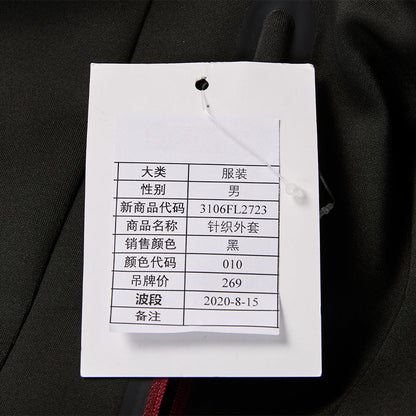 大类 服装
性别 男
新商品代码 3106FL2723
商品名称 针织外套
销售颜色 黑
颜色代码 010
吊牌价 269
波段 2020-8-15
备注